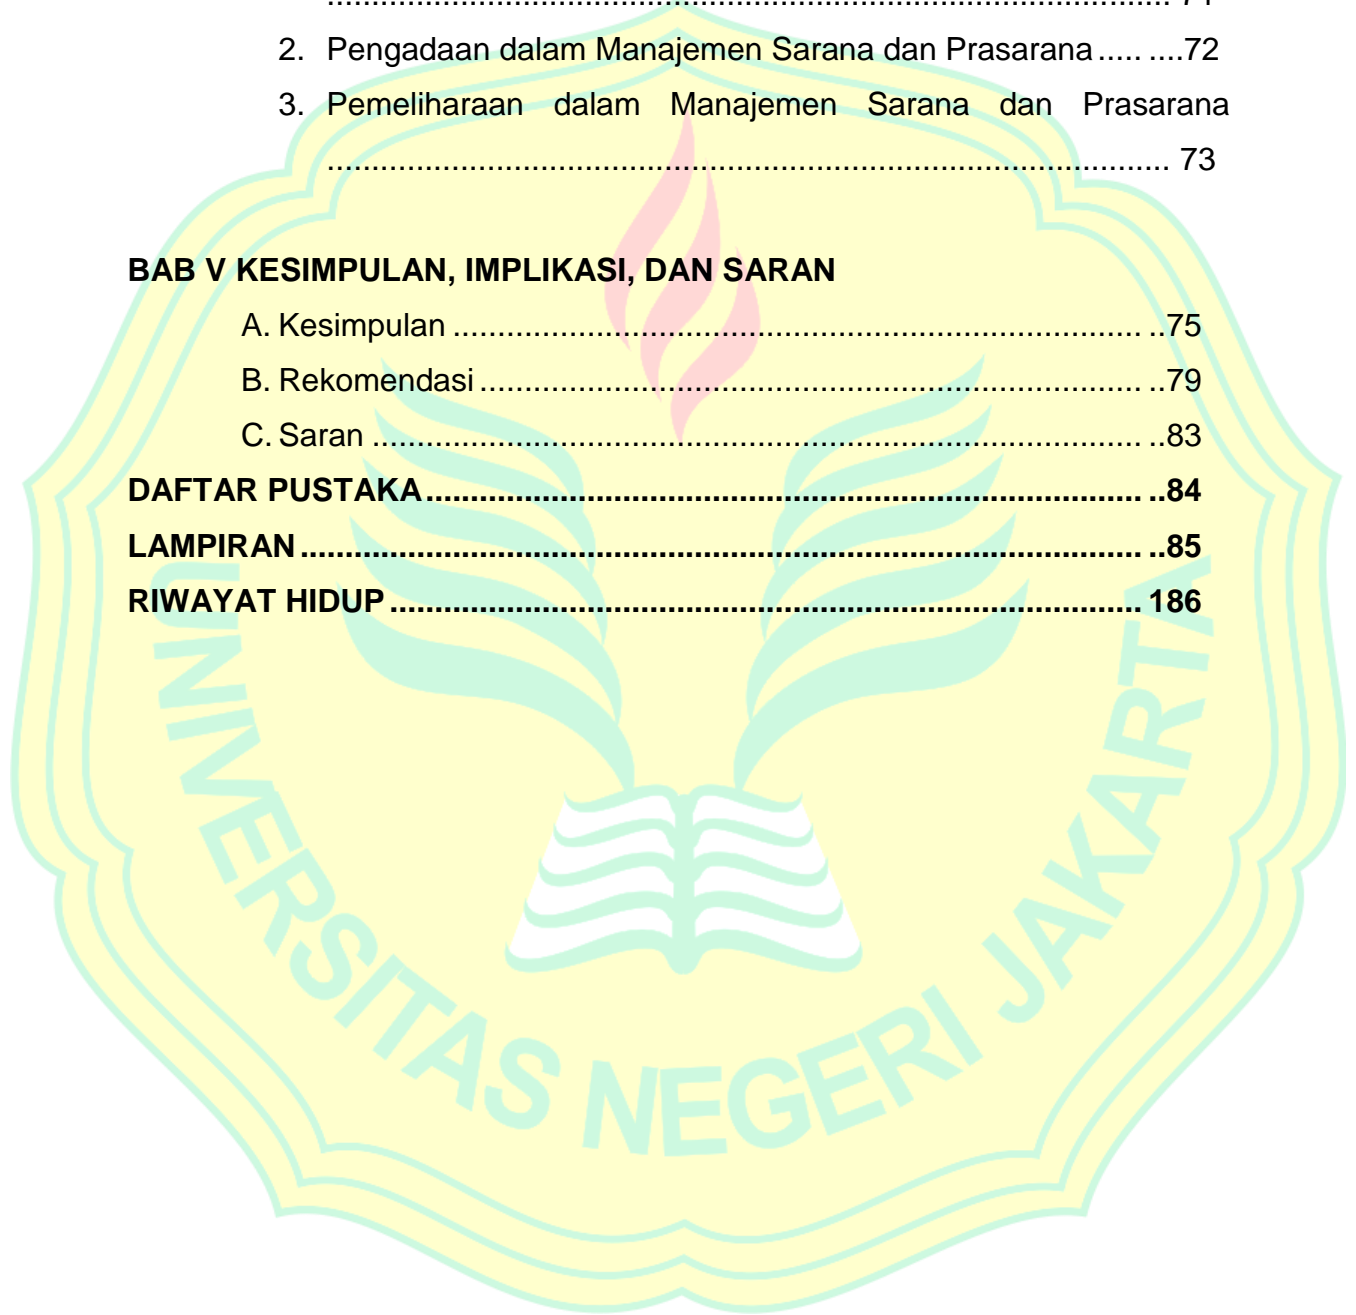 2. Pengadaan dalam Manajemen Sarana dan Prasarana ..... ....72
3. Pemeliharaan dalam Manajemen Sarana dan Prasarana
............................................................................................... 73
BAB V KESIMPULAN, IMPLIKASI, DAN SARAN
A. Kesimpulan ............................................................................. ..75
B. Rekomendasi .......................................................................... ..79
C. Saran ...................................................................................... ..83
DAFTAR PUSTAKA ................................................................................ ..84
LAMPIRAN .............................................................................................. ..85
RIWAYAT HIDUP .................................................................................... 186
UNIVERSITAS NEGERI JAKARTA